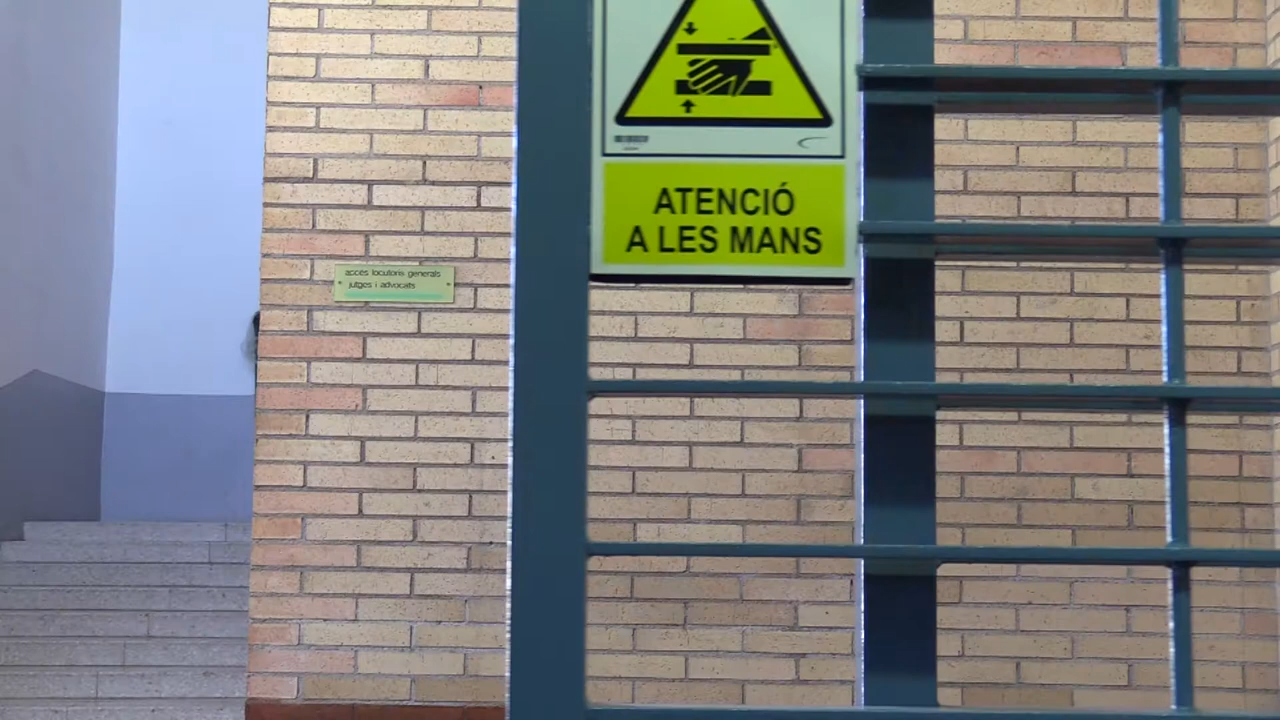 accés locutoris generals
jutges i advocats
ATENCIÓ
A LES MANS